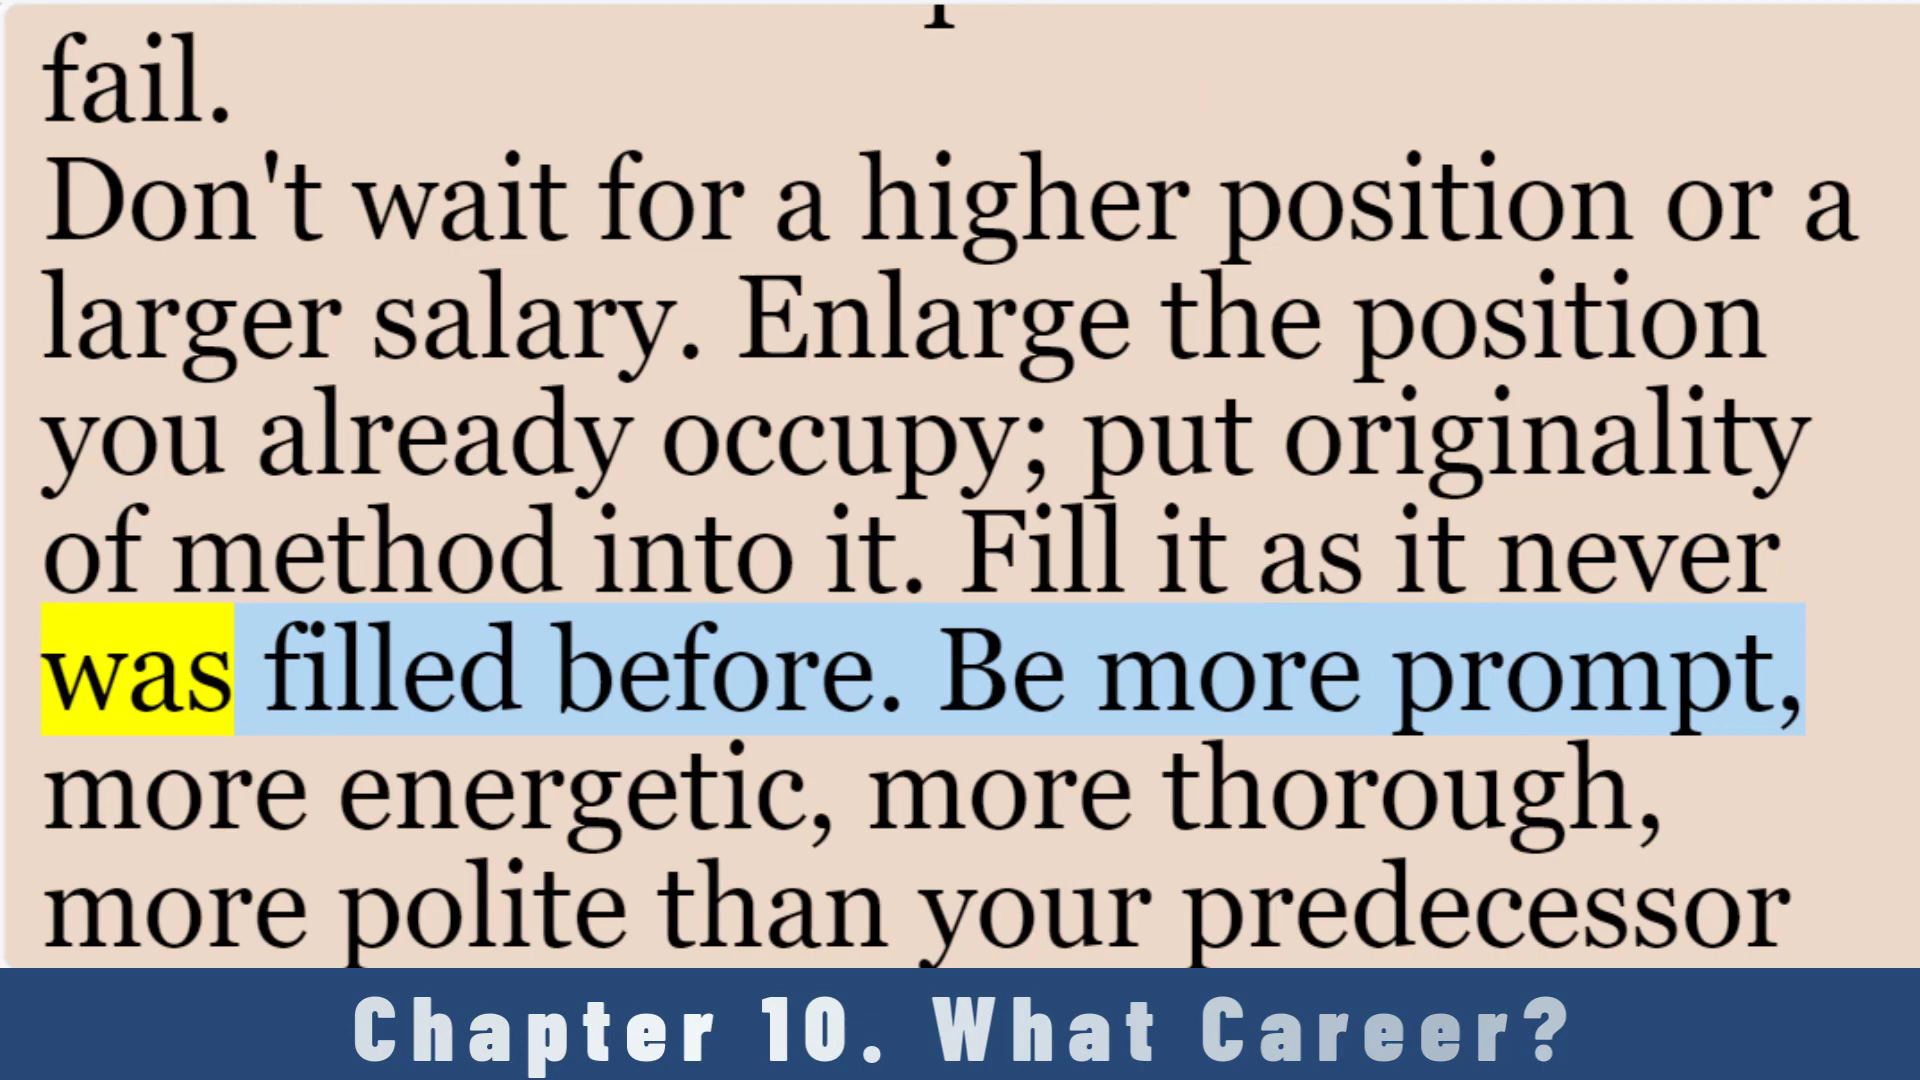 fail.
Don't wait for a higher position or a
larger salary. Enlarge the position
you already occupy; put originality
of method into it. Fill it as it never
was filled before. Be more prompt,
more energetic, more thorough,
more polite than your predecessor
Chapter 10. What Career?